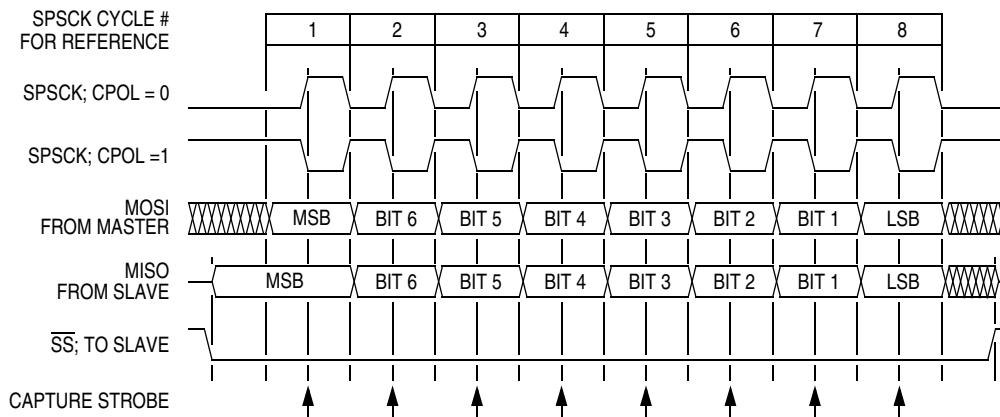 SPSCK CYCLE #
FOR REFERENCE
1 2 3 4 5 6 7 8
SPSCK; CPOL = 0
SPSCK; CPOL =1
MOSI
FROM MASTER
MSB BIT 6 BIT 5 BIT 4 BIT 3 BIT 2 BIT 1 LSB
MISO
FROM SLAVE
MSB BIT 6 BIT 5 BIT 4 BIT 3 BIT 2 BIT 1 LSB
SS; TO SLAVE
CAPTURE STROBE